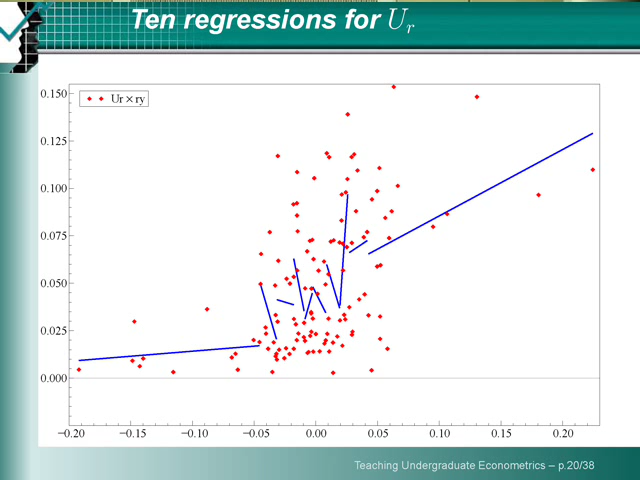 Ten regressions for Ur
Ur×ry
0.150
0.125
0.100
0.075
0.050
0.025
0.000
−0.20 −0.15 −0.10 −0.05 0.00 0.05 0.10 0.15 0.20
Teaching Undergraduate Econometrics – p.20/38